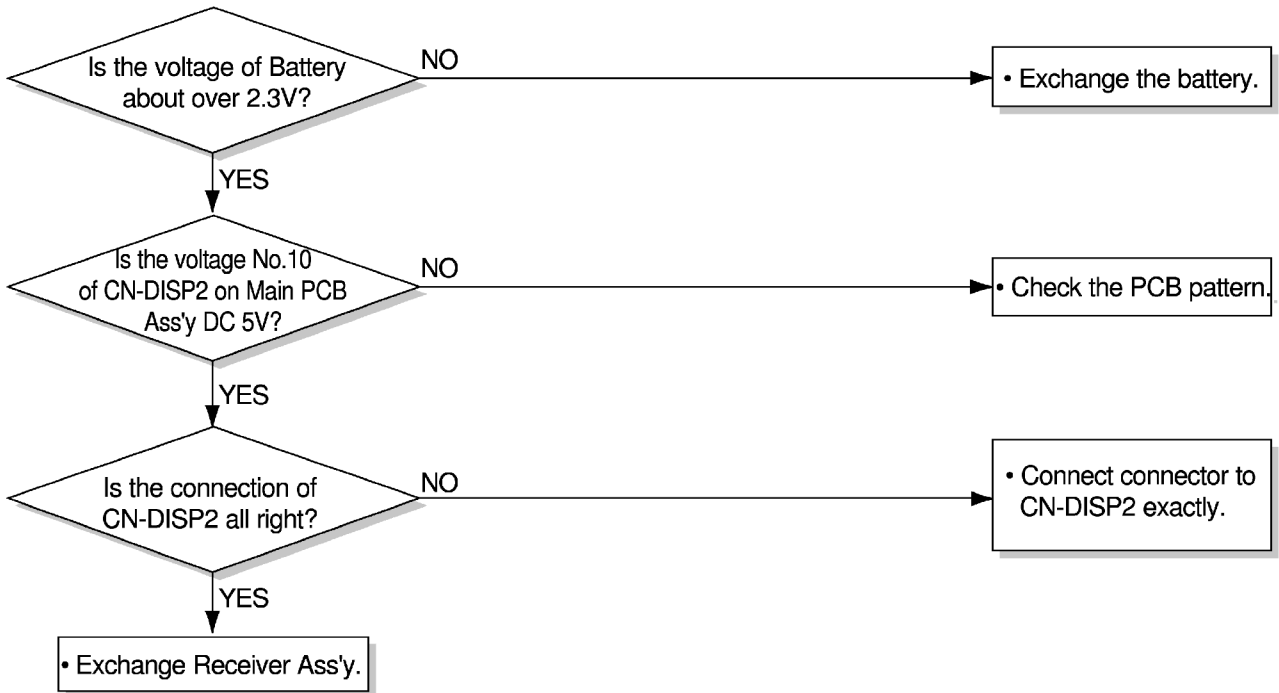 Is the voltage of Battery
about over 2.3V?
NO
• Exchange the battery.
YES
Is the voltage No.10
of CN-DISP2 on Main PCB
Ass'y DC 5V?
NO
• Check the PCB pattern.
YES
Is the connection of
CN-DISP2 all right?
NO
• Connect connector to
CN-DISP2 exactly.
YES
• Exchange Receiver Ass'y.